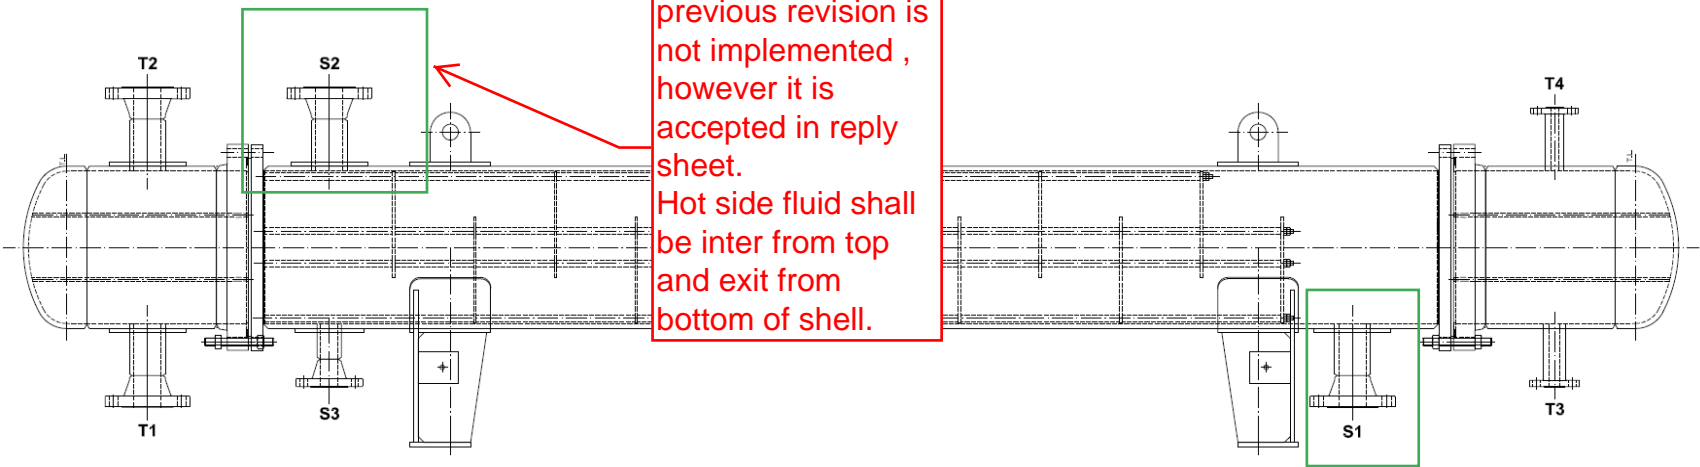 previous revision is
not implemented ,
however it is
accepted in reply
sheet.
Hot side fluid shall
be inter from top
and exit from
bottom of shell.
T2
S2
T4
T1
S3
S1
T3